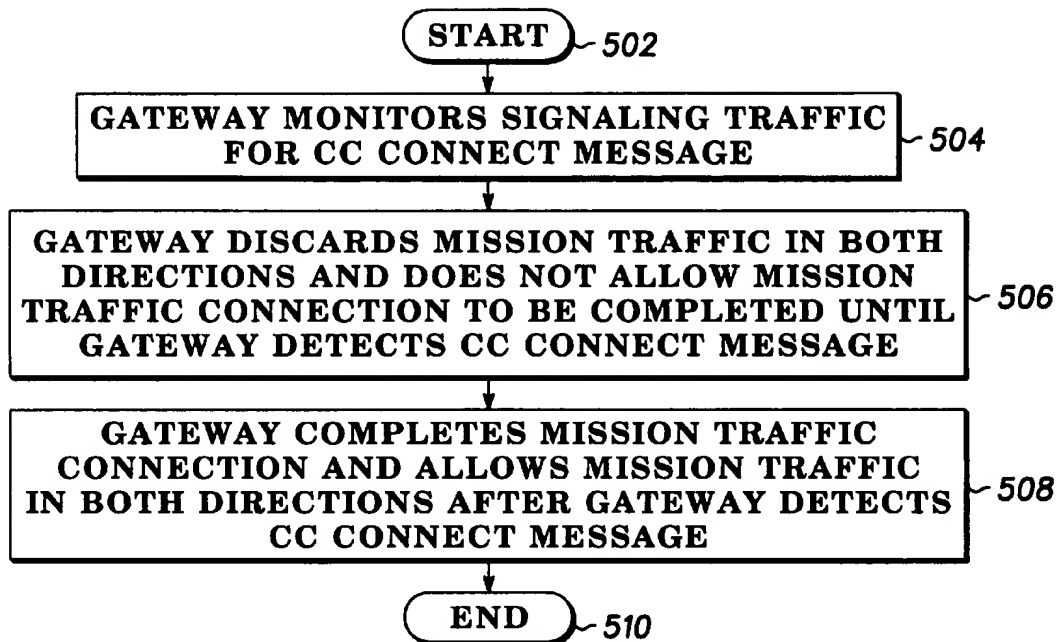 START
502
GATEWAY MONITORS SIGNALING TRAFFIC
FOR CC CONNECT MESSAGE
504
GATEWAY DISCARDS MISSION TRAFFIC IN BOTH
DIRECTIONS AND DOES NOT ALLOW MISSION
TRAFFIC CONNECTION TO BE COMPLETED UNTIL
GATEWAY DETECTS CC CONNECT MESSAGE
506
GATEWAY COMPLETES MISSION TRAFFIC
CONNECTION AND ALLOWS MISSION TRAFFIC
IN BOTH DIRECTIONS AFTER GATEWAY DETECTS
CC CONNECT MESSAGE
508
END
510